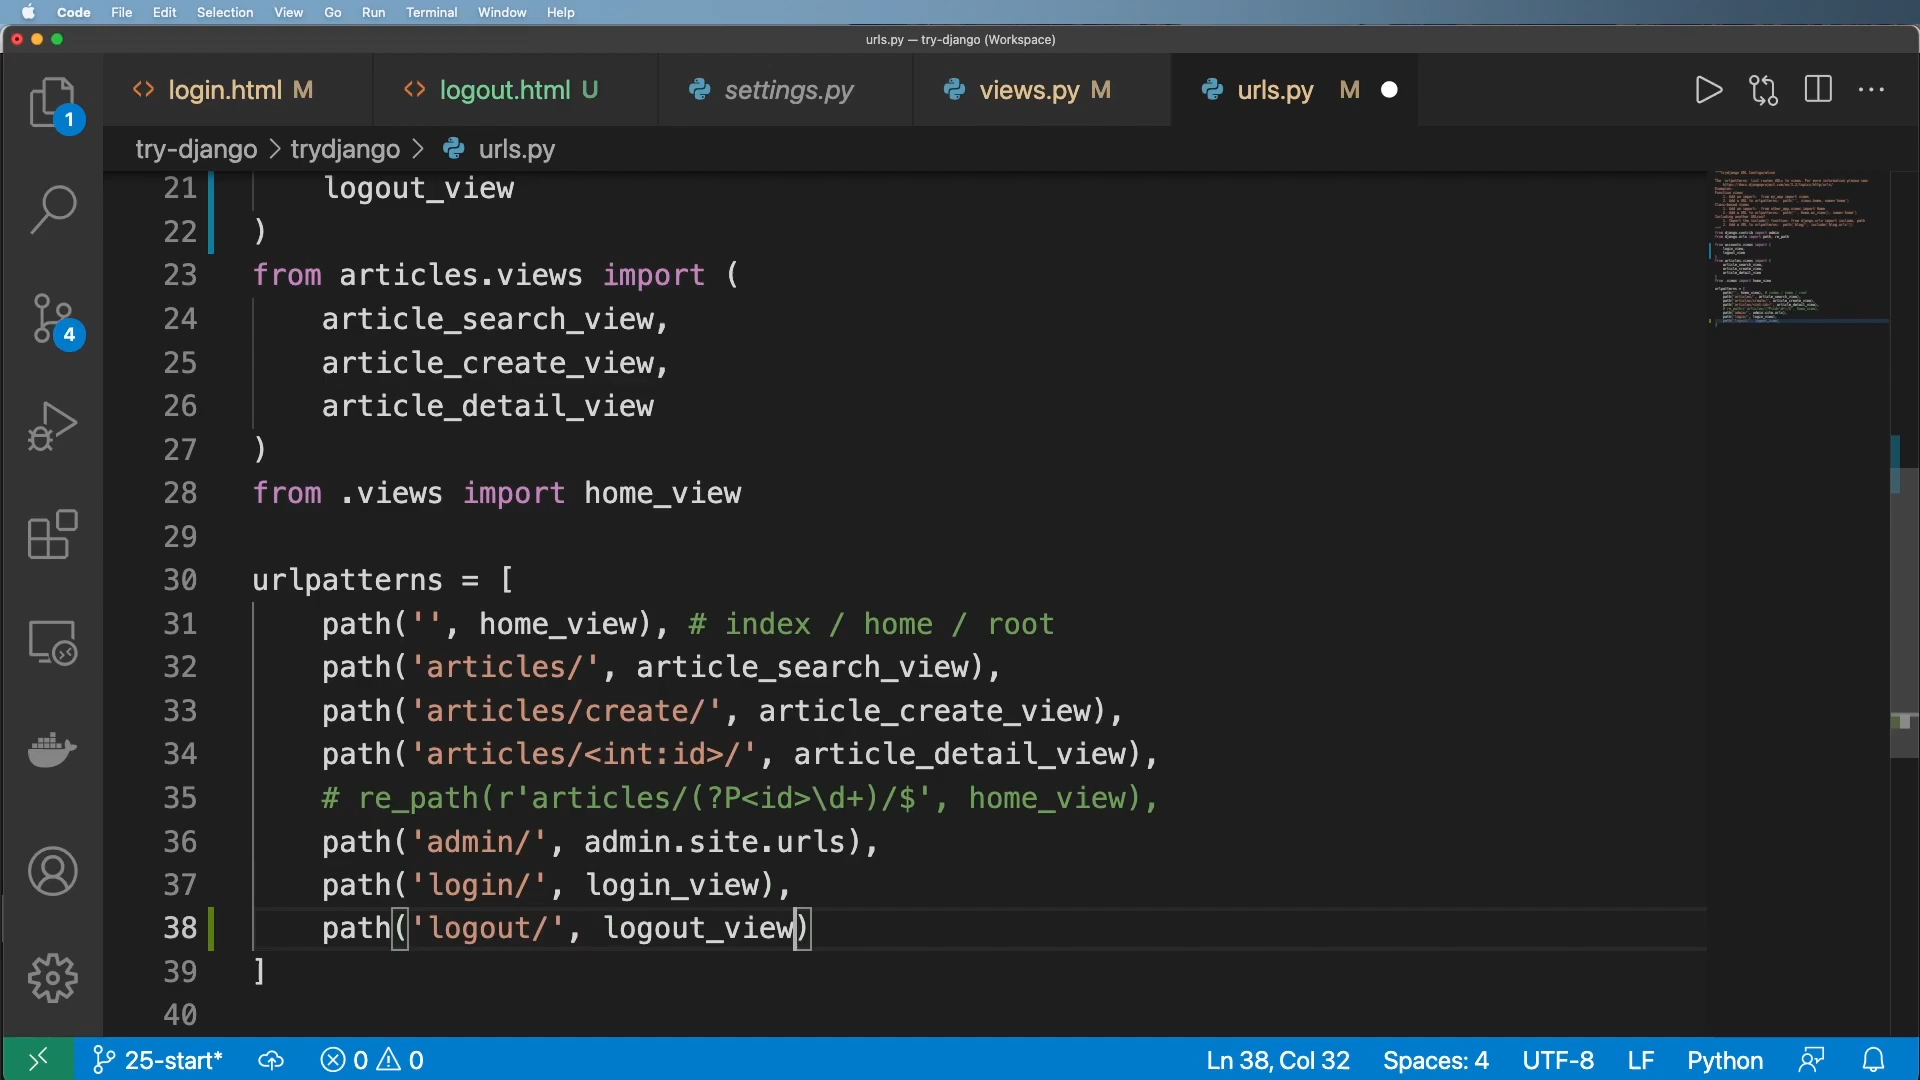 Code File Edit Selection View Go Run Terminal Window Help
urls.py — try-django (Workspace)
login.html M logout.html U settings.py views.py M urls.py M
try-django > trydjango > urls.py
1
4
21 logout_view
22 )
23 from articles.views import (
24 article_search_view,
25 article_create_view,
26 article_detail_view
27 )
28 from .views import home_view
29
30 urlpatterns = [
31 path('', home_view), # index / home / root
32 path('articles/', article_search_view),
33 path('articles/create/', article_create_view),
34 path('articles/<int:id>/', article_detail_view),
35 # re_path(r'articles/(?P<id>\d+)/$', home_view),
36 path('admin/', admin.site.urls),
37 path('login/', login_view),
38 path('logout/', logout_view)
39 ]
40
25-start* 0 0 Ln 38, Col 32 Spaces: 4 UTF-8 LF Python